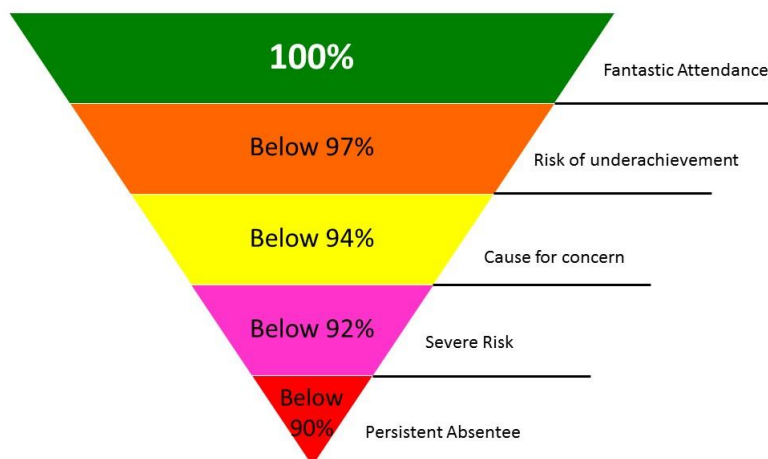 100%
Fantastic Attendance
Below 97%
Risk of underachievement
Below 94%
Cause for concern
Below 92%
Severe Risk
Below
90%
Persistent Absentee